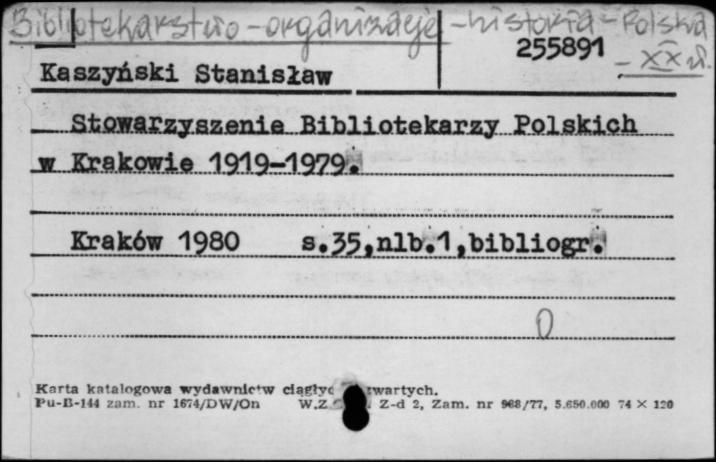 Bibliotekarstwo - organizacje - historia - Polska
- XX w.
255891
Kaszyński Stanisław
Stowarzyszenie Bibliotekarzy Polskich
w Krakowie 1919-1979.
Kraków 1980 s.35,nlb.1,bibliogr.
0
Karta katalogowa wydawnictw zwartych.
Pu-B-144 zam. nr 1674/DW/On W.Z. Z-d 2, Zam. nr 968/77, 5.650.000 74 × 120